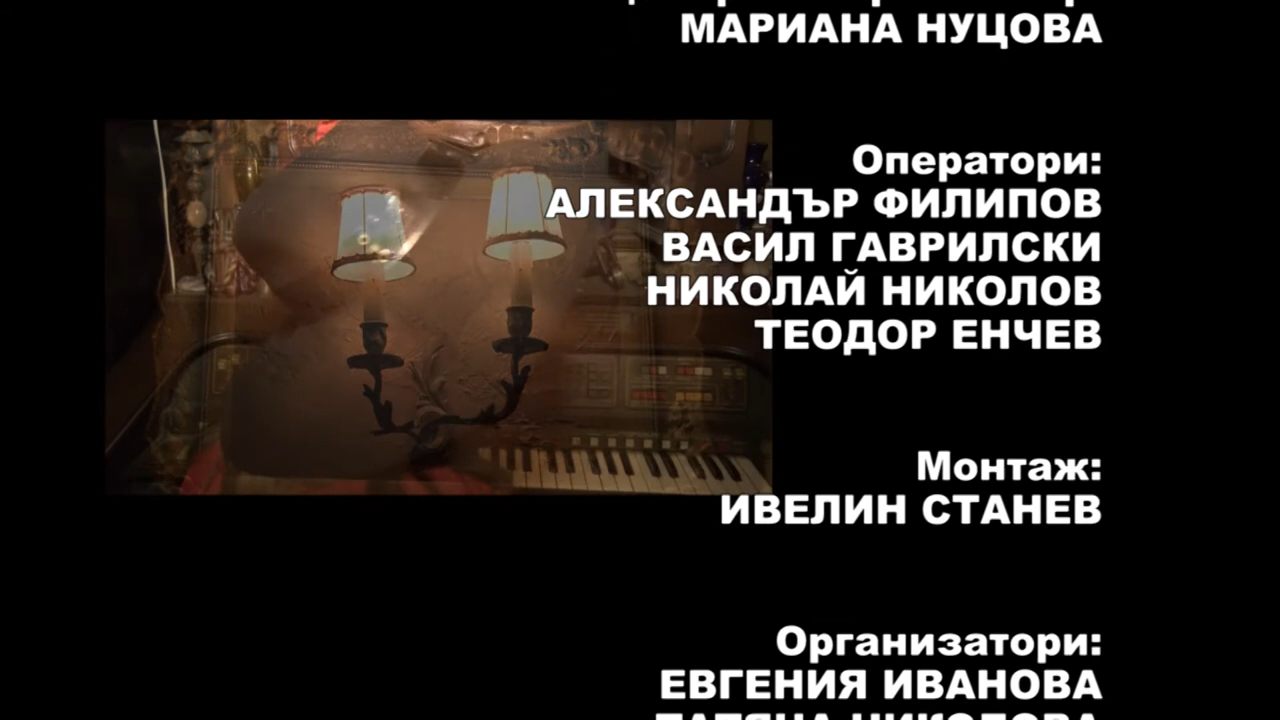 МАРИАНА НУЦОВА
Оператори:
АЛЕКСАНДЪР ФИЛИПОВ
ВАСИЛ ГАВРИЛСКИ
НИКОЛАЙ НИКОЛОВ
ТЕОДОР ЕНЧЕВ
Монтаж:
ИВЕЛИН СТАНЕВ
Организатори:
ЕВГЕНИЯ ИВАНОВА